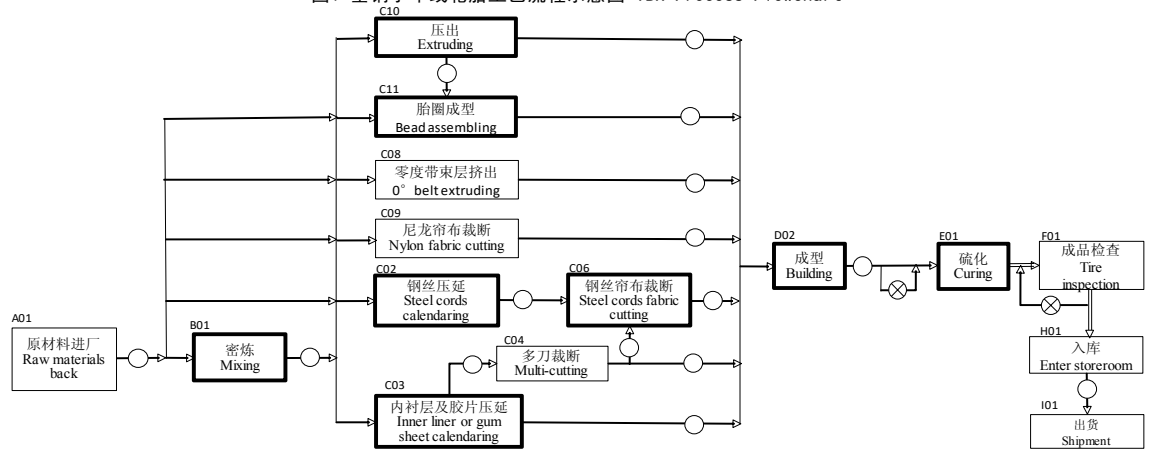 C10
压出
Extruding
C11
胎圈成型
Bead assembling
C08
零度带束层挤出
0° belt extruding
C09
尼龙帘布裁断
Nylon fabric cutting
C02
钢丝压延
Steel cords
calendaring
C06
钢丝帘布裁断
Steel cords fabric
cutting
C04
多刀裁断
Multi-cutting
C03
内衬层及胶片压延
Inner liner or gum
sheet calendaring
A01
原材料进厂
Raw materials
back
B01
密炼
Mixing
D02
成型
Building
E01
硫化
Curing
F01
成品检查
Tire
inspection
H01
入库
Enter storeroom
I01
出货
Shipment